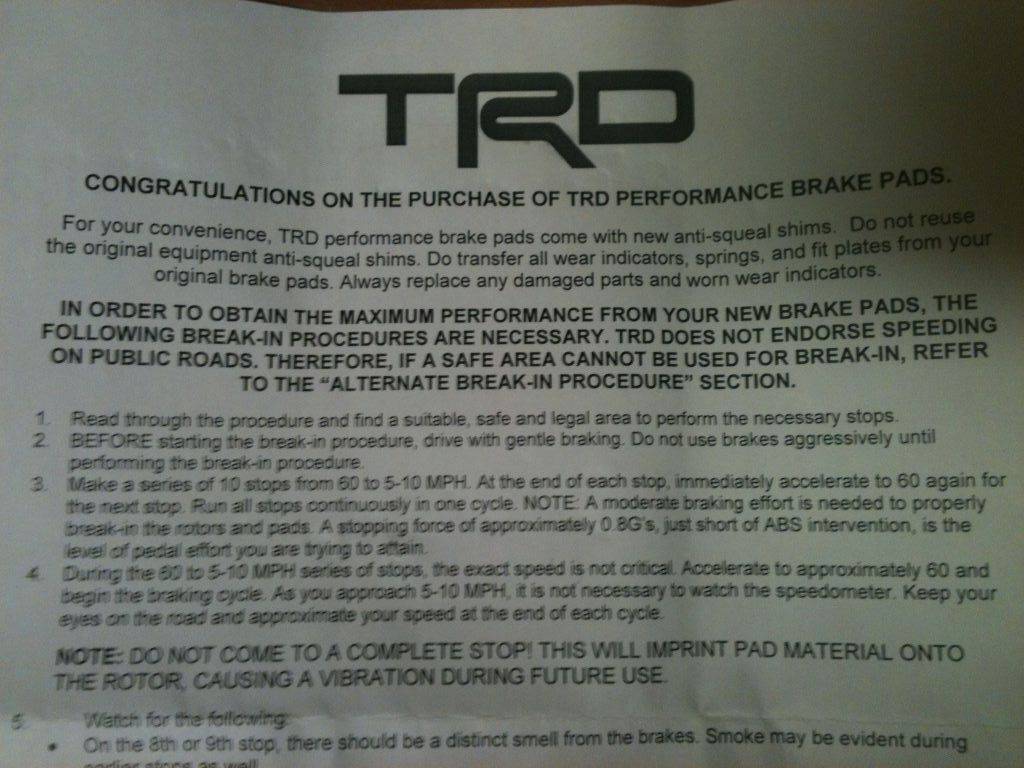 TRD
CONGRATULATIONS ON THE PURCHASE OF TRD PERFORMANCE BRAKE PADS.
For your convenience, TRD performance brake pads come with new anti-squeal shims. Do not reuse
the original equipment anti-squeal shims. Do transfer all wear indicators, springs, and fit plates from your
original brake pads. Always replace any damaged parts and worn wear indicators.
IN ORDER TO OBTAIN THE MAXIMUM PERFORMANCE FROM YOUR NEW BRAKE PADS, THE
FOLLOWING BREAK-IN PROCEDURES ARE NECESSARY. TRD DOES NOT ENDORSE SPEEDING
ON PUBLIC ROADS. THEREFORE, IF A SAFE AREA CANNOT BE USED FOR BREAK-IN, REFER
TO THE “ALTERNATE BREAK-IN PROCEDURE” SECTION.
1. Read through the procedure and find a suitable, safe and legal area to perform the necessary stops.
2. BEFORE starting the break-in procedure, drive with gentle braking. Do not use brakes aggressively until
performing the break-in procedure.
3. Make a series of 10 stops from 60 to 5-10 MPH. At the end of each stop, immediately accelerate to 60 again for
the next stop. Run all stops continuously in one cycle. NOTE: A moderate braking effort is needed to properly
break-in the rotors and pads. A stopping force of approximately 0.8G's, just short of ABS intervention, is the
level of pedal effort you are trying to attain.
4. During the 60 to 5-10 MPH series of stops, the exact speed is not critical. Accelerate to approximately 60 and
begin the braking cycle. As you approach 5-10 MPH, it is not necessary to watch the speedometer. Keep your
eyes on the road and approximate your speed at the end of each cycle.
NOTE: DO NOT COME TO A COMPLETE STOP! THIS WILL IMPRINT PAD MATERIAL ONTO
THE ROTOR, CAUSING A VIBRATION DURING FUTURE USE.
5. Watch for the following:
• On the 8th or 9th stop, there should be a distinct smell from the brakes. Smoke may be evident during
earlier stops as well.